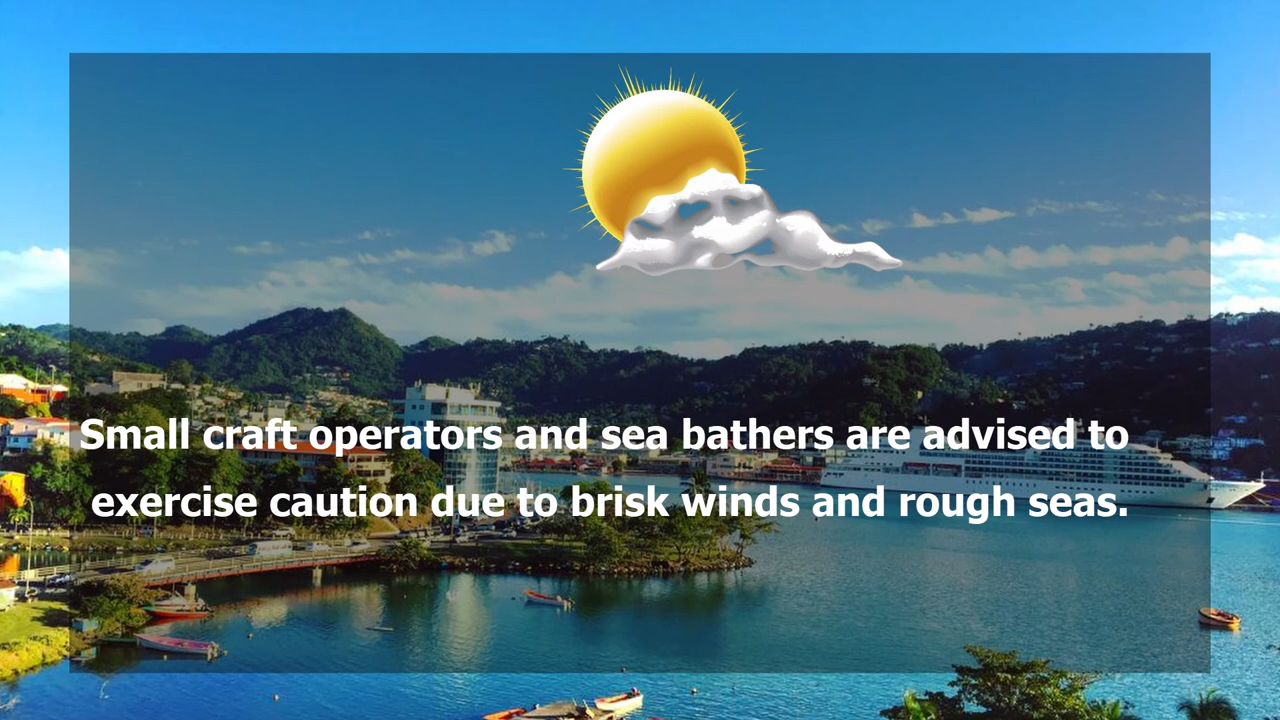 Small craft operators and sea bathers are advised to
exercise caution due to brisk winds and rough seas.